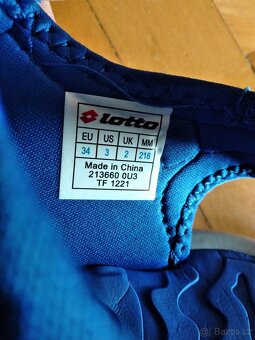 lotto
EU US UK MM
34 3 2 218
Made in China
213660 0U3
TF 1221
© Bazos.cz